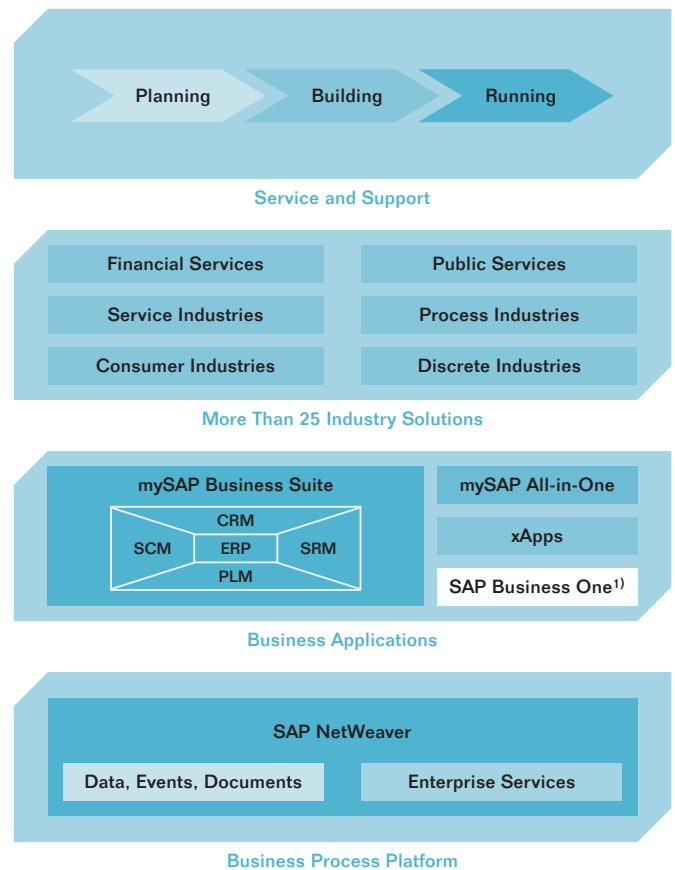 Planning
Building
Running
Service and Support
Financial Services
Public Services
Service Industries
Process Industries
Consumer Industries
Discrete Industries
More Than 25 Industry Solutions
mySAP Business Suite
CRM
SCM
ERP
SRM
PLM
mySAP All-in-One
xApps
SAP Business One¹⁾
Business Applications
SAP NetWeaver
Data, Events, Documents
Enterprise Services
Business Process Platform